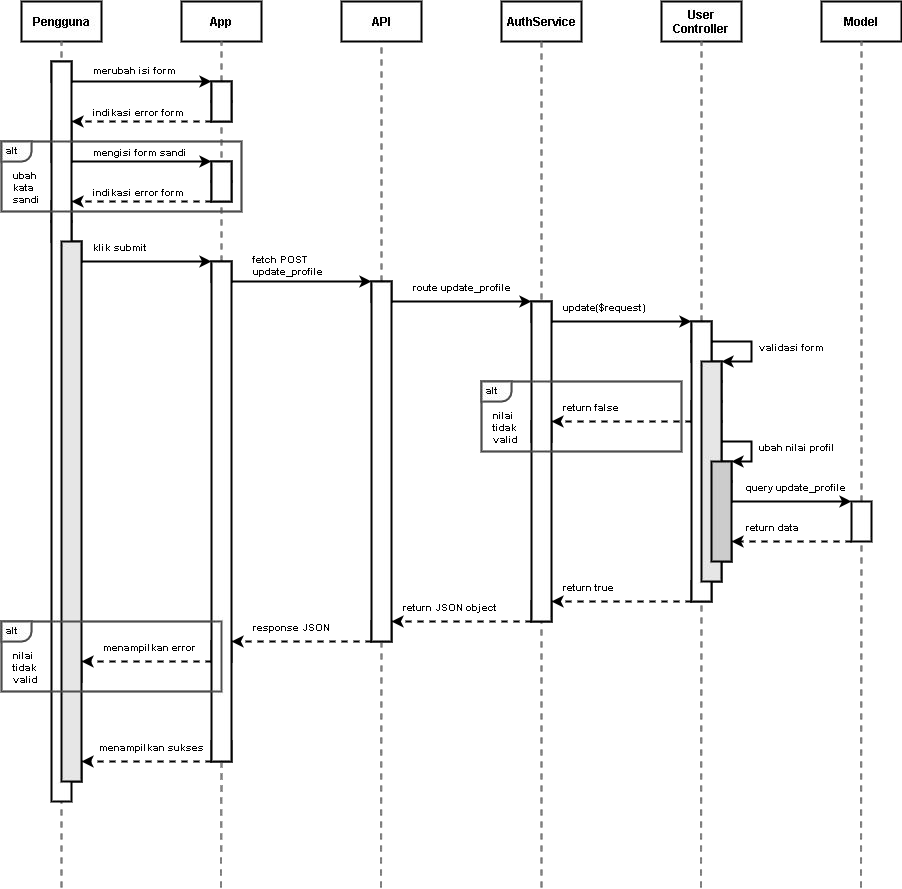 Pengguna
App
API
AuthService
User
Controller
Model
merubah isi form
indikasi error form
alt
mengisi form sandi
ubah
kata
sandi
indikasi error form
klik submit
fetch POST
update_profile
route update_profile
update($request)
validasi form
alt
nilai
tidak
valid
return false
ubah nilai profil
query update_profile
return data
return true
return JSON object
response JSON
alt
menampilkan error
nilai
tidak
valid
menampilkan sukses